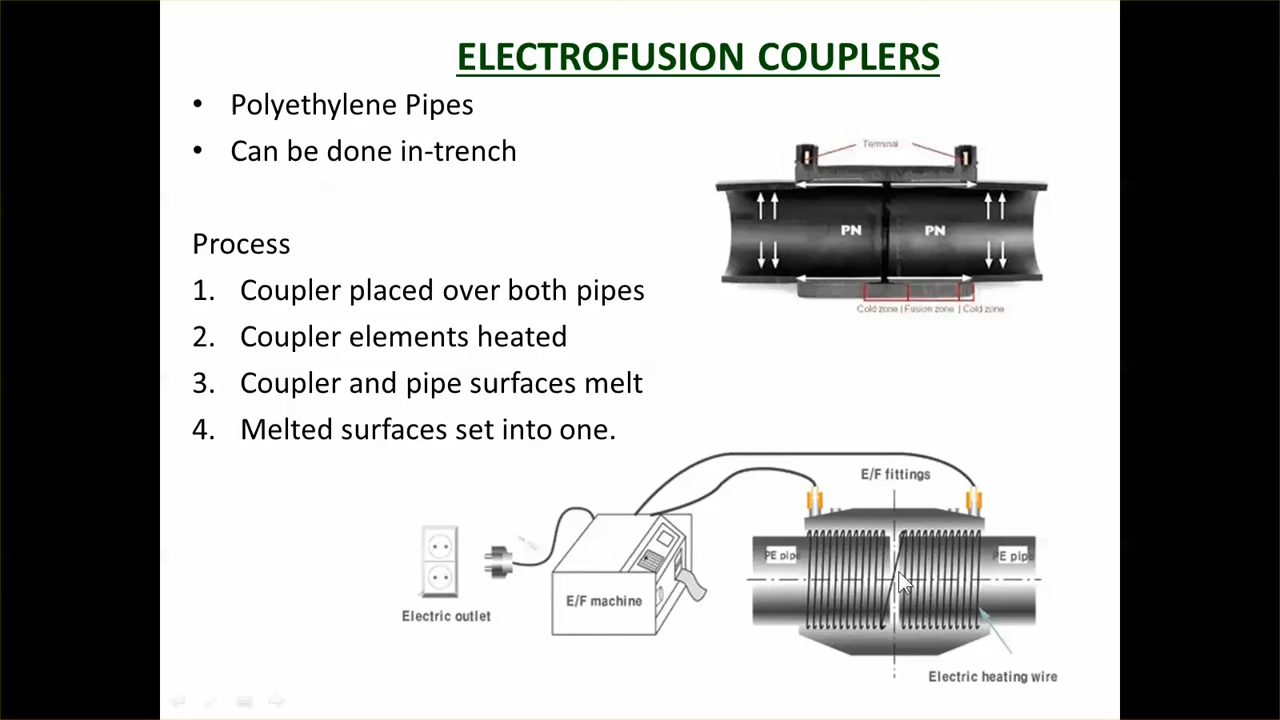 ELECTROFUSION COUPLERS
• Polyethylene Pipes
• Can be done in-trench
Process
1. Coupler placed over both pipes
2. Coupler elements heated
3. Coupler and pipe surfaces melt
4. Melted surfaces set into one.
Terminal
PN PN
Cold zone | Fusion zone | Cold zone
E/F fittings
PE pipe PE pipe
Electric outlet
E/F machine
Electric heating wire